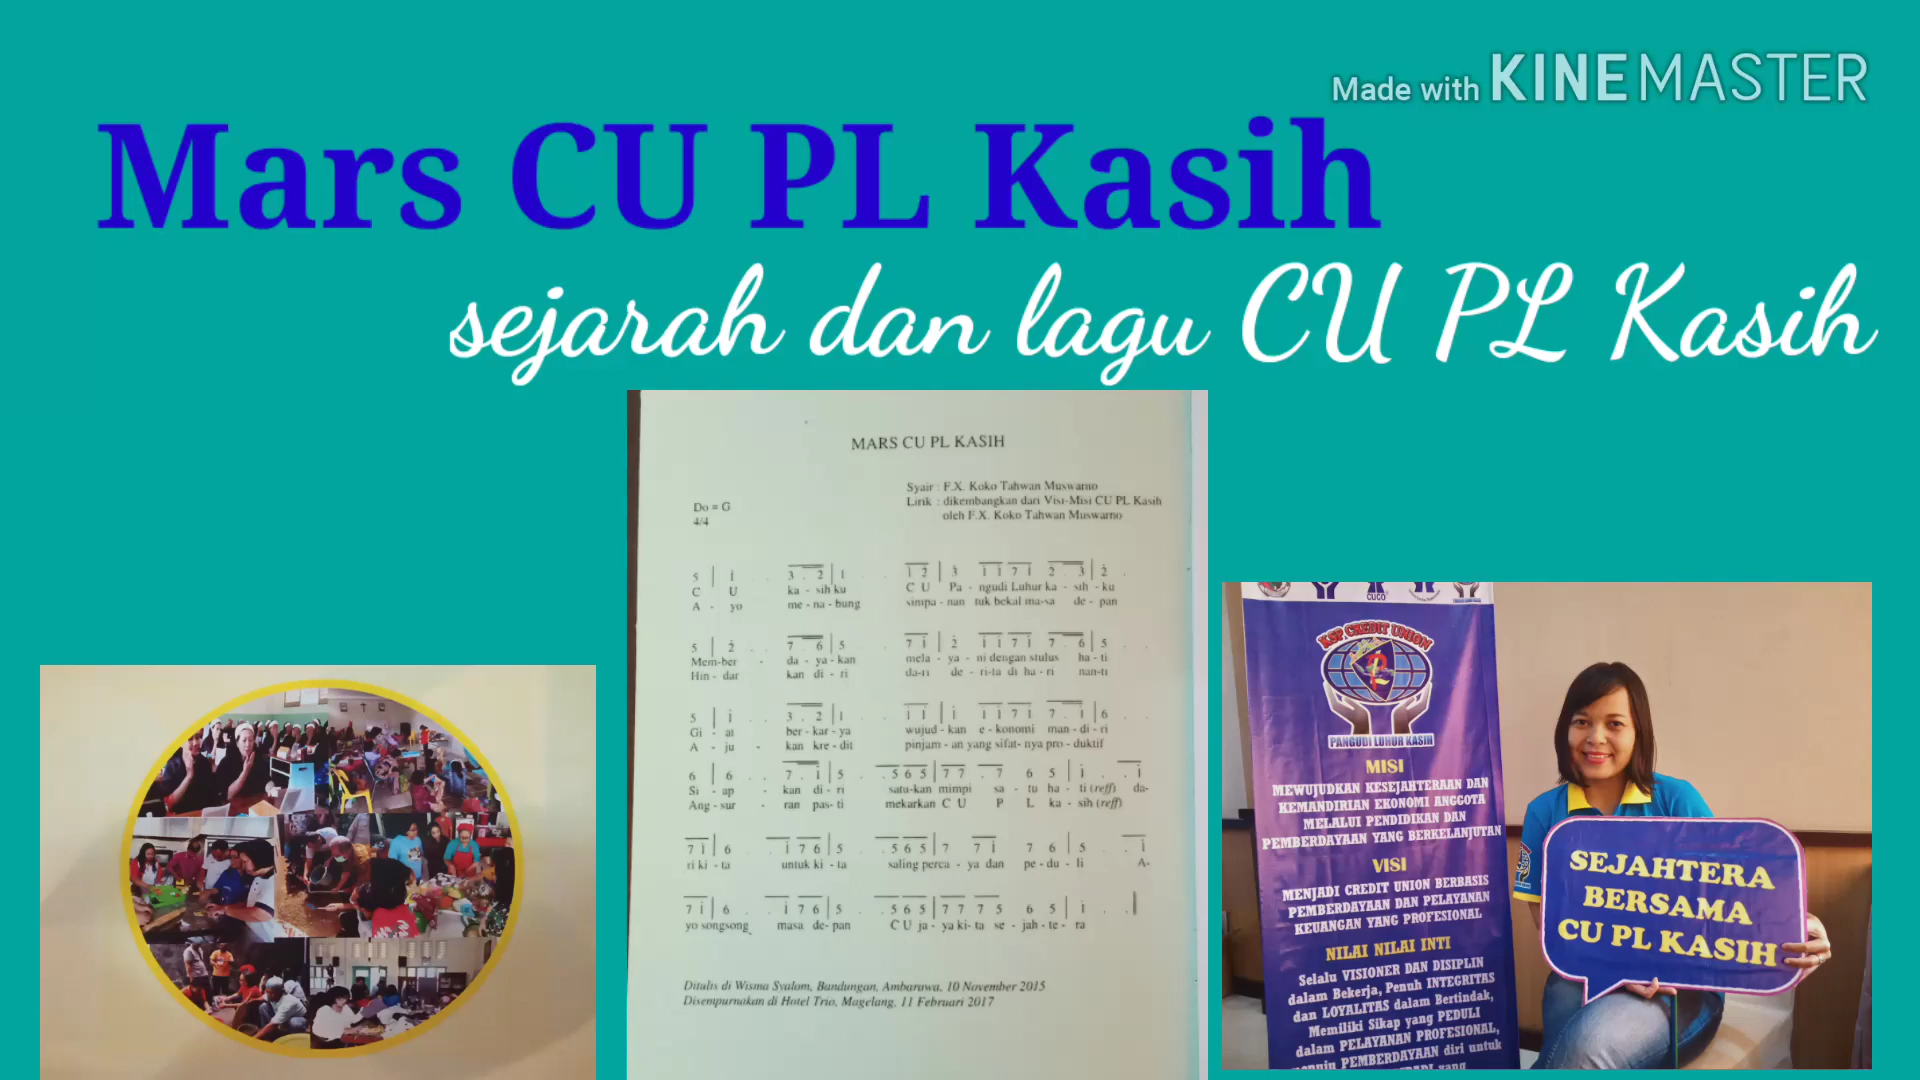 Made with KINEMASTER
Mars CU PL Kasih
sejarah dan lagu CU PL Kasih
MARS CU PL KASIH
Syair : F.X. Koko Tahwan Muswarno
Lirik : dikembangkan dari Visi-Misi CU PL Kasih
oleh F.X. Koko Tahwan Muswarno
Do = G
4/4
C U ka - sih ku C U Pa - ngudi Luhur ka - sih - ku
A - yo me - na - bung simpa - nan tuk bekal ma-sa de - pan
Mem-ber - da - ya - kan mela - ya - ni dengan stulus ha - ti
Hin - dar kan di - ri da-ri de - ri-ta di ha - ri nan-ti
Gi - at ber - kar - ya wujud - kan e - konomi man - di - ri
A - ju - kan kre - dit pinjam - an yang sifat- nya pro - duktif
Si - ap - kan di - ri satu-kan mimpi sa - tu ha - ti (reff) da-
Ang - sur - ran pas- ti mekarkan C U P L ka - sih (reff)
ri ki - ta untuk ki - ta saling perca - ya dan pe - du - li A-
yo songsong masa de- pan C U ja - ya ki- ta se - jah - te - ra
Ditulis di Wisma Syalom, Bandungan, Ambarawa, 10 November 2015
Disempurnakan di Hotel Trio, Magelang, 11 Februari 2017
CUCO
KSP CREDIT UNION
PANGUDI LUHUR KASIH
MISI
MEWUJUDKAN KESEJAHTERAAN DAN
KEMANDIRIAN EKONOMI ANGGOTA
MELALUI PENDIDIKAN DAN
PEMBERDAYAAN YANG BERKELANJUTAN
VISI
MENJADI CREDIT UNION BERBASIS
PEMBERDAYAAN DAN PELAYANAN
KEUANGAN YANG PROFESIONAL
NILAI NILAI INTI
Selalu VISIONER DAN DISIPLIN
dalam Bekerja, Penuh INTEGRITAS
dan LOYALITAS dalam Bertindak,
Memiliki Sikap yang PEDULI
dalam PELAYANAN PROFESIONAL,
menuju PEMBERDAYAAN diri untuk
SEJAHTERA
BERSAMA
CU PL KASIH